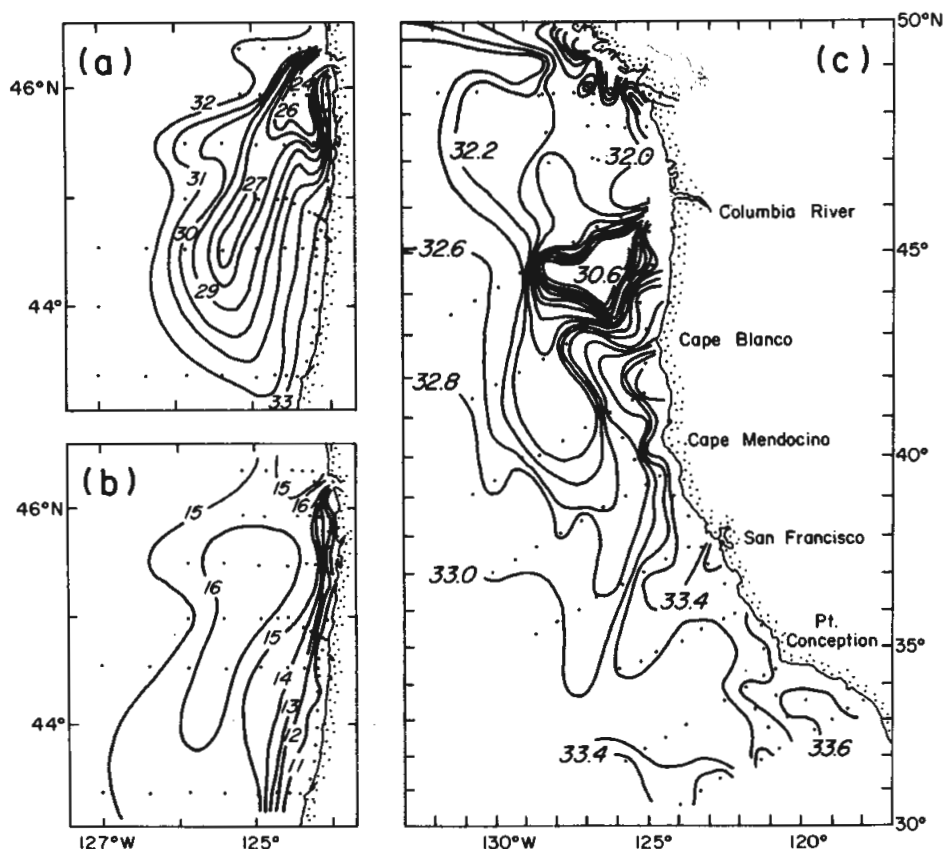 (a)
46°N
44°
32
24
26
31
27
30
29
33
(b)
46°N
44°
15
15
16
16
15
14
13
12
127°W
125°
(c)
50°N
45°
40°
35°
30°
32.2
32.0
Columbia River
32.6
30.6
Cape Blanco
32.8
Cape Mendocino
San Francisco
33.0
33.4
Pt.
Conception
33.4
33.6
130°W
125°
120°